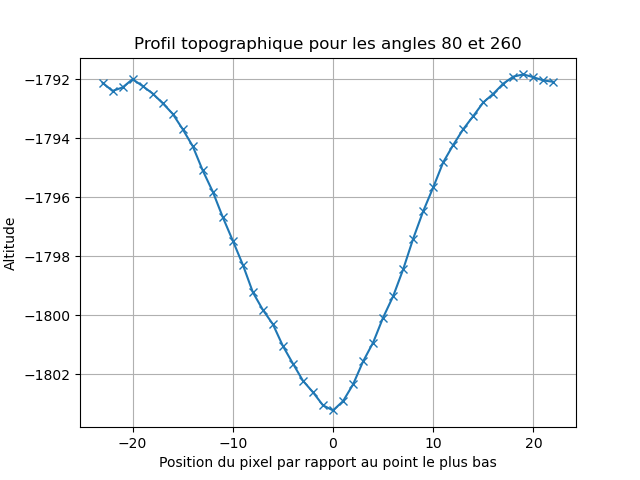 Profil topographique pour les angles 80 et 260
−1792
−1794
−1796
−1798
−1800
−1802
Altitude
−20 −10 0 10 20
Position du pixel par rapport au point le plus bas